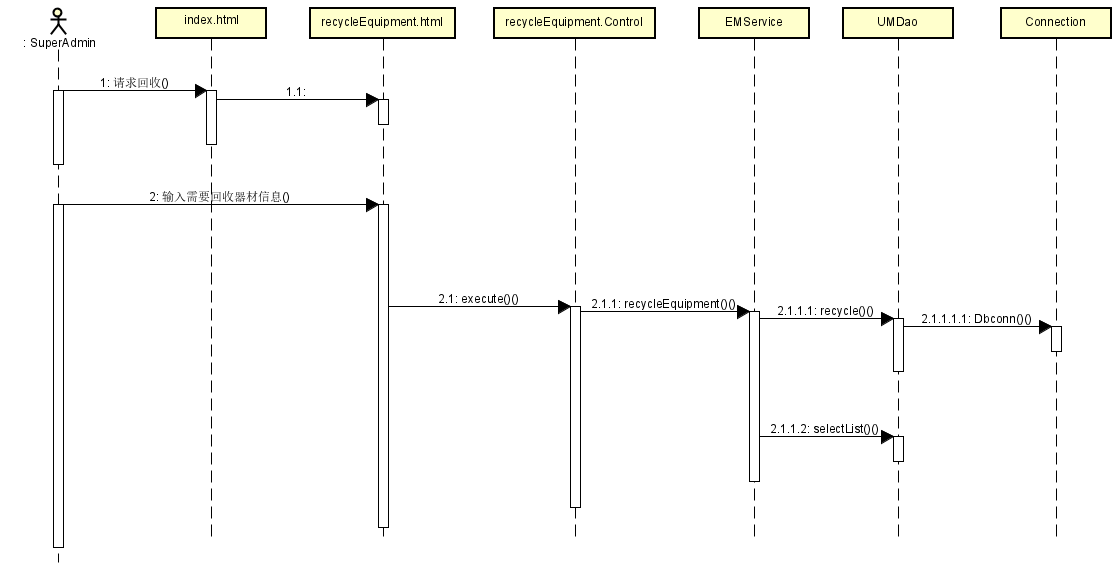 : SuperAdmin
index.html
recycleEquipment.html
recycleEquipment.Control
EMService
UMDao
Connection
1: 请求回收()
1.1:
2: 输入需要回收器材信息()
2.1: execute()()
2.1.1: recycleEquipment()()
2.1.1.1: recycle()()
2.1.1.1.1: Dbconn()()
2.1.1.2: selectList()()